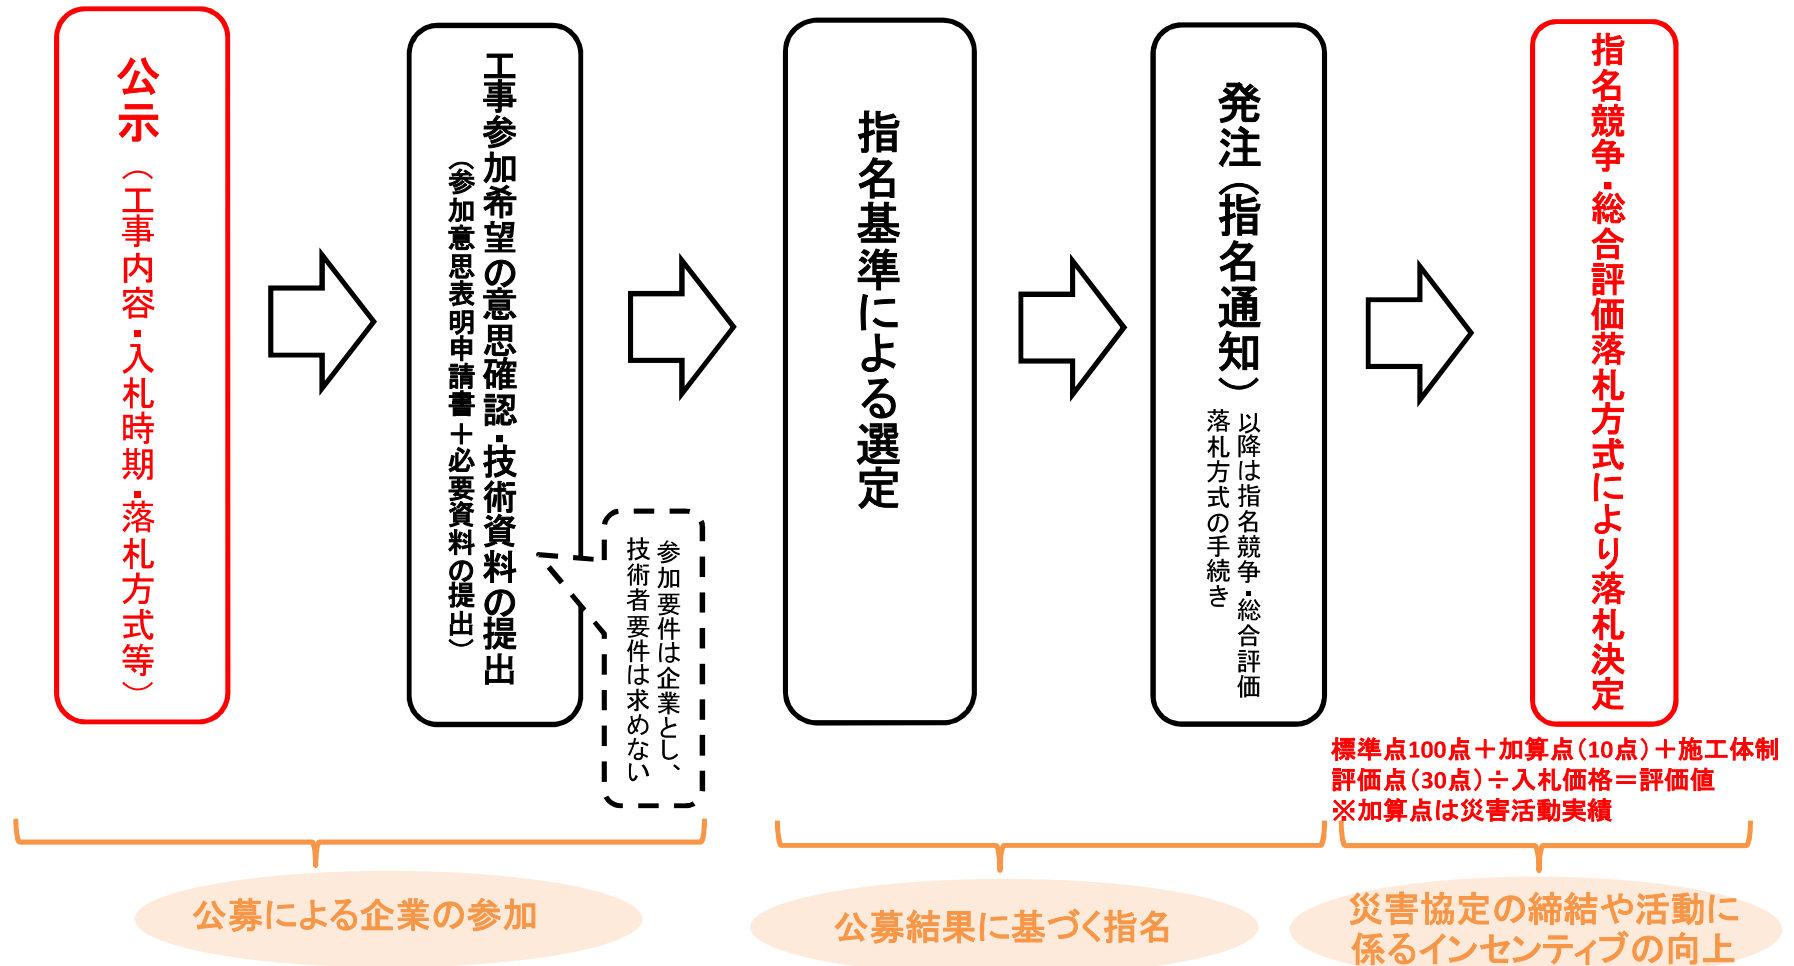 公示（工事内容・入札時期・落札方式等）
工事参加希望の意思確認・技術資料の提出
（参加意思表明申請書＋必要資料の提出）
参加要件は企業とし、
技術者要件は求めない
指名基準による選定
発注（指名通知）
以降は指名競争・総合評価
落札方式の手続き
指名競争・総合評価落札方式により落札決定
標準点100点＋加算点（10点）＋施工体制
評価点（30点）÷入札価格＝評価値
※加算点は災害活動実績
公募による企業の参加
公募結果に基づく指名
災害協定の締結や活動に
係るインセンティブの向上